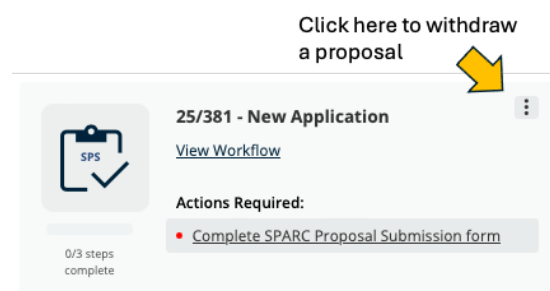 Click here to withdraw
a proposal
25/381 - New Application
SPS
View Workflow
Actions Required:
Complete SPARC Proposal Submission form
0/3 steps
complete